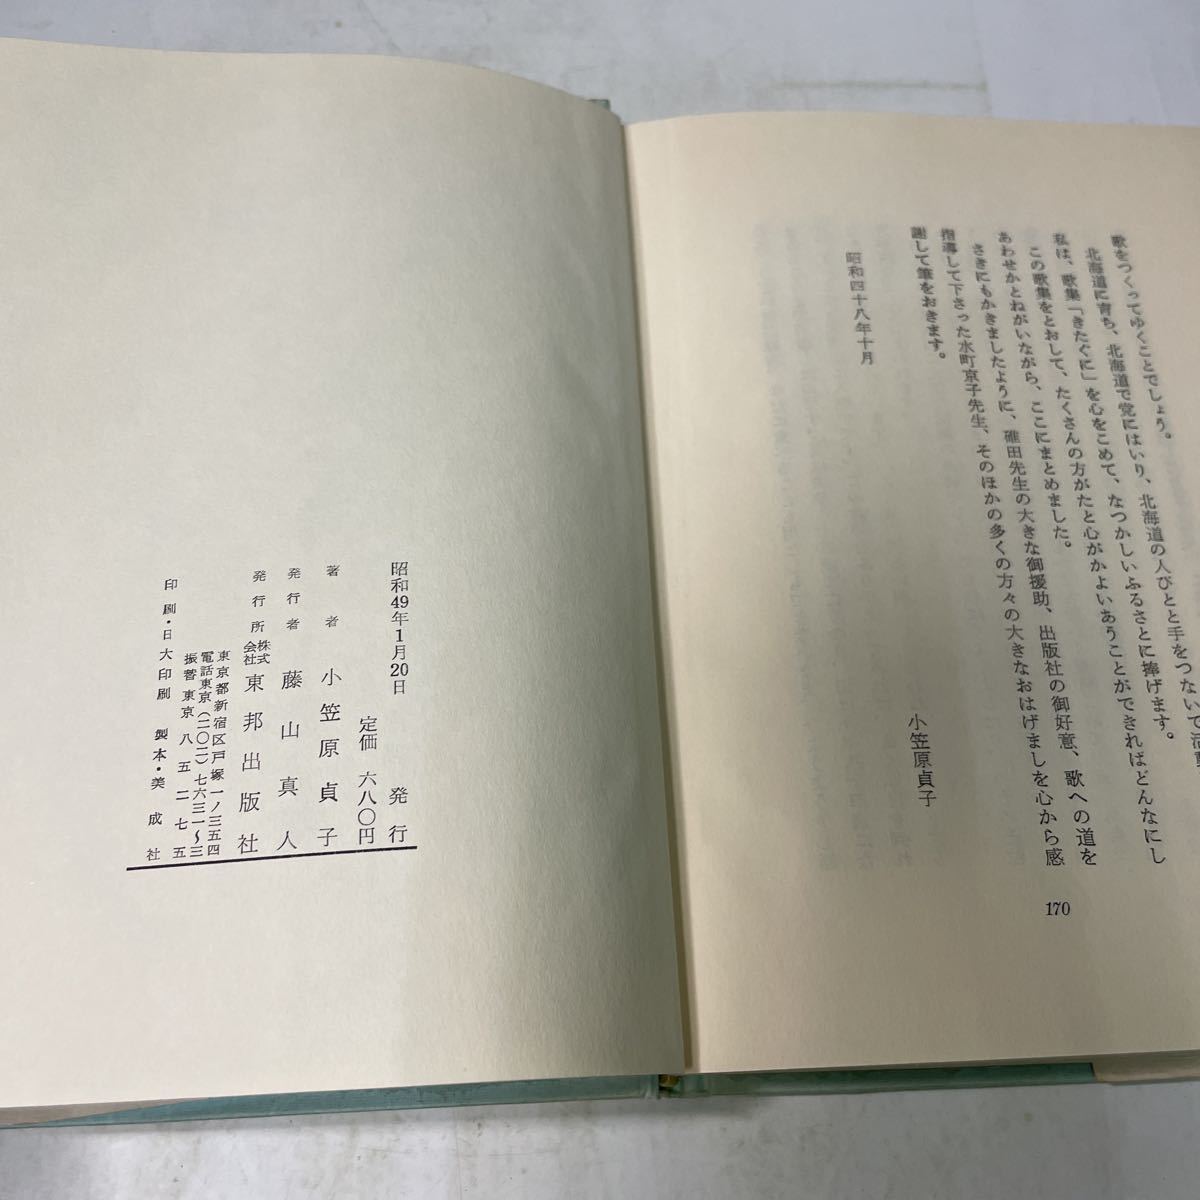 歌をつくってゆくことでしょう。
北海道に育ち、北海道で党にはいり、北海道の人びとと手をつないで活動
私は、歌集「きたぐに」を心をこめて、なつかしいふるさとに捧げます。
この歌集をとおして、たくさんの方がたと心がかよいあうことができればどんなにし
あわせかとねがいながら、ここにまとめました。
さきにもかきましたように、碓田先生の大きな御援助、出版社の御好意、歌への道を
指導して下さった水町京子先生、そのほかの多くの方々の大きなおはげましを心から感
謝して筆をおきます。
昭和四十八年十月
小笠原貞子
170
昭和49年1月20日 発行
定価 六八〇円
著者 小笠原貞子
発行者 藤山真人
発行所 株式会社 東邦出版社
東京都新宿区戸塚一ノ三五四
電話東京(二〇二)七六三一〜三
振替東京八五二七五
印刷・日大印刷 製本・美成社